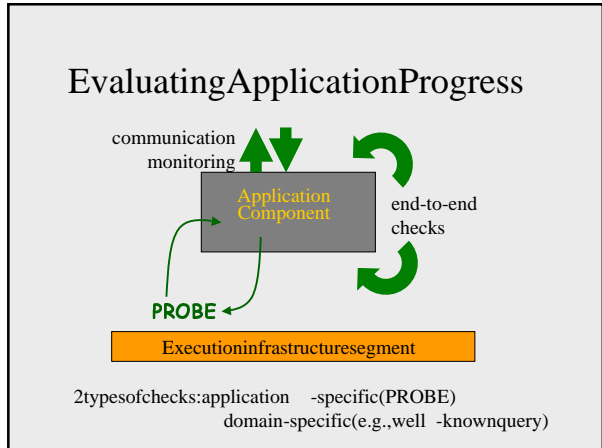 EvaluatingApplicationProgress
communication
monitoring
Application
Component
end-to-end
checks
PROBE
Executioninfrastructuresegment
2typesofchecks:application -specific(PROBE)
domain-specific(e.g.,well -knownquery)